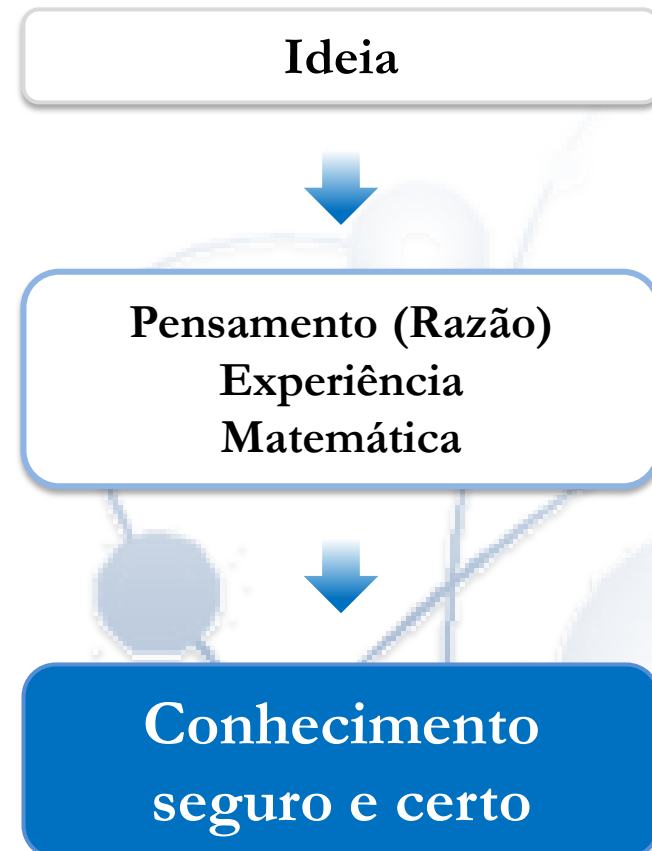 Ideia
Pensamento (Razão)
Experiência
Matemática
Conhecimento
seguro e certo